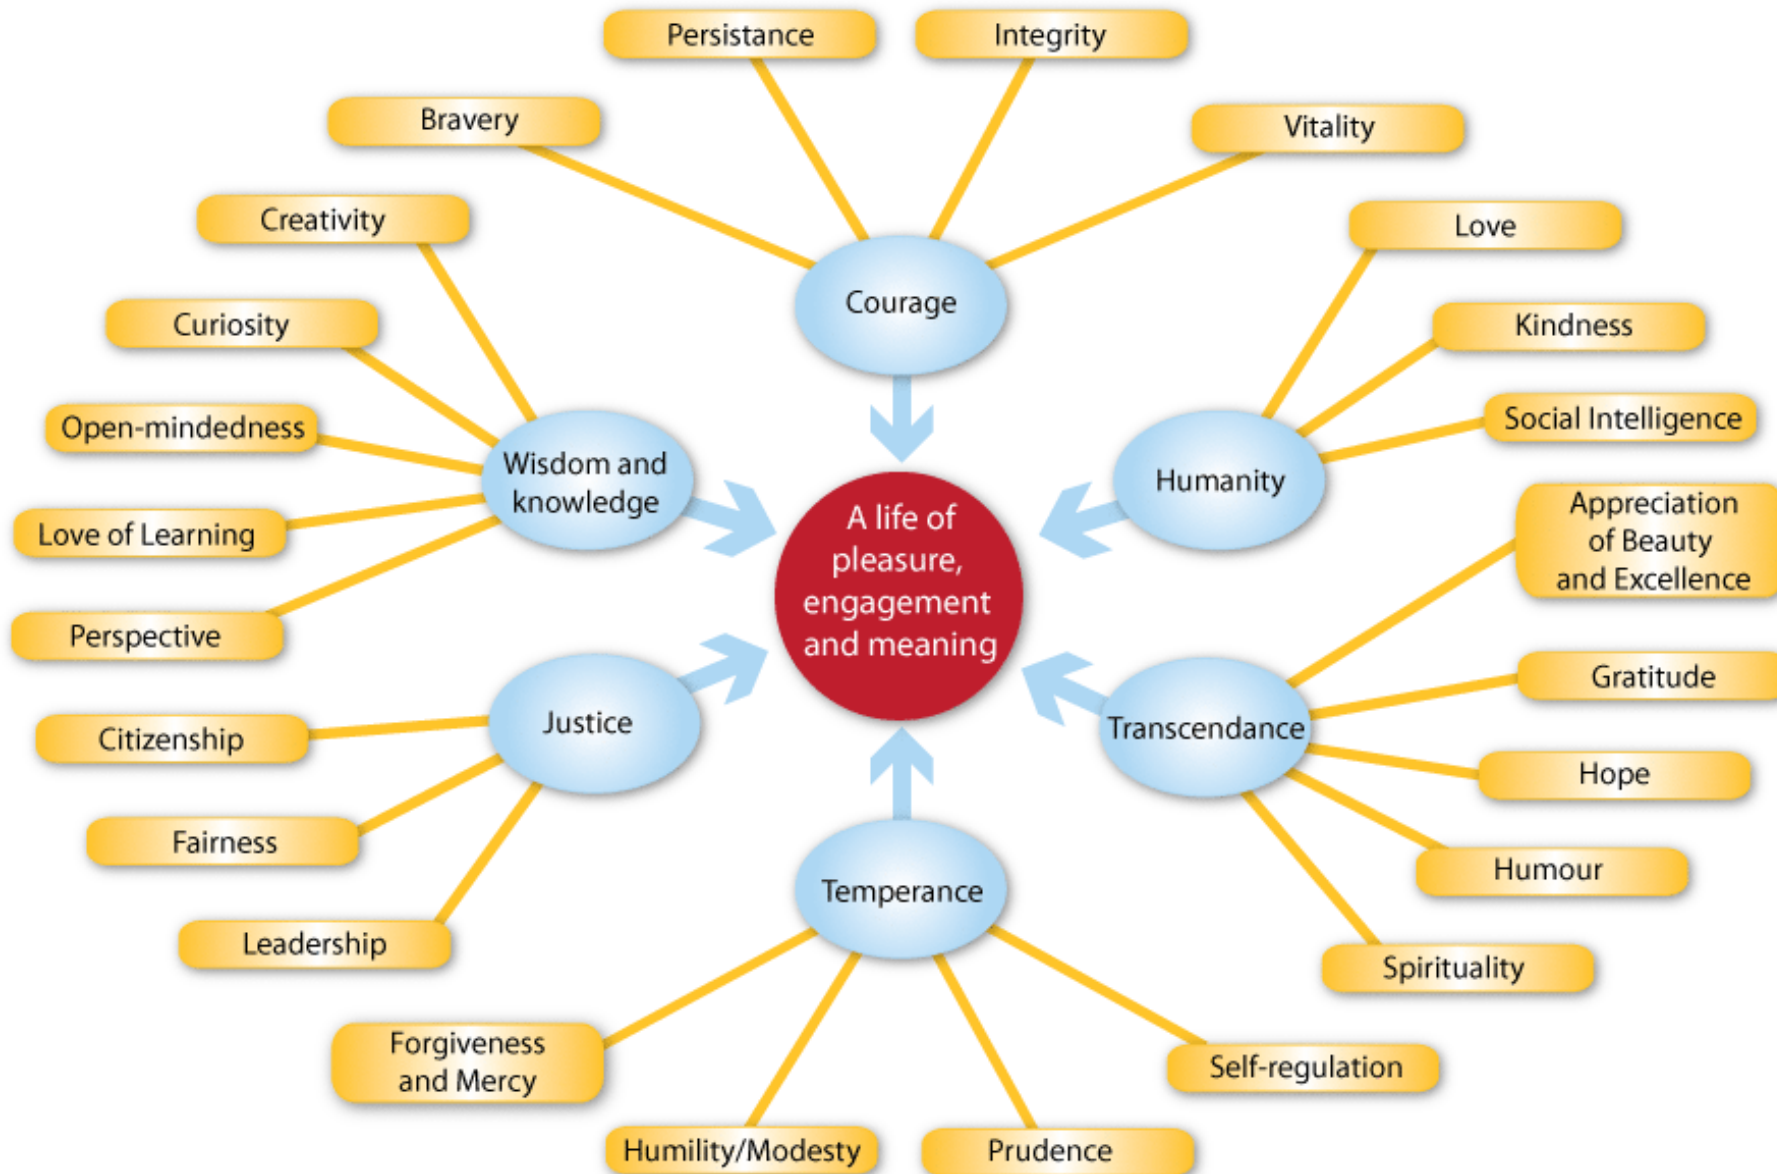 Persistance
Integrity
Bravery
Vitality
Creativity
Love
Courage
Curiosity
Kindness
Open-mindedness
Social Intelligence
Wisdom and
knowledge
Humanity
Love of Learning
Appreciation
of Beauty
and Excellence
A life of
pleasure,
engagement
and meaning
Perspective
Gratitude
Citizenship
Justice
Transcendance
Hope
Fairness
Humour
Temperance
Leadership
Spirituality
Forgiveness
and Mercy
Self-regulation
Humility/Modesty
Prudence